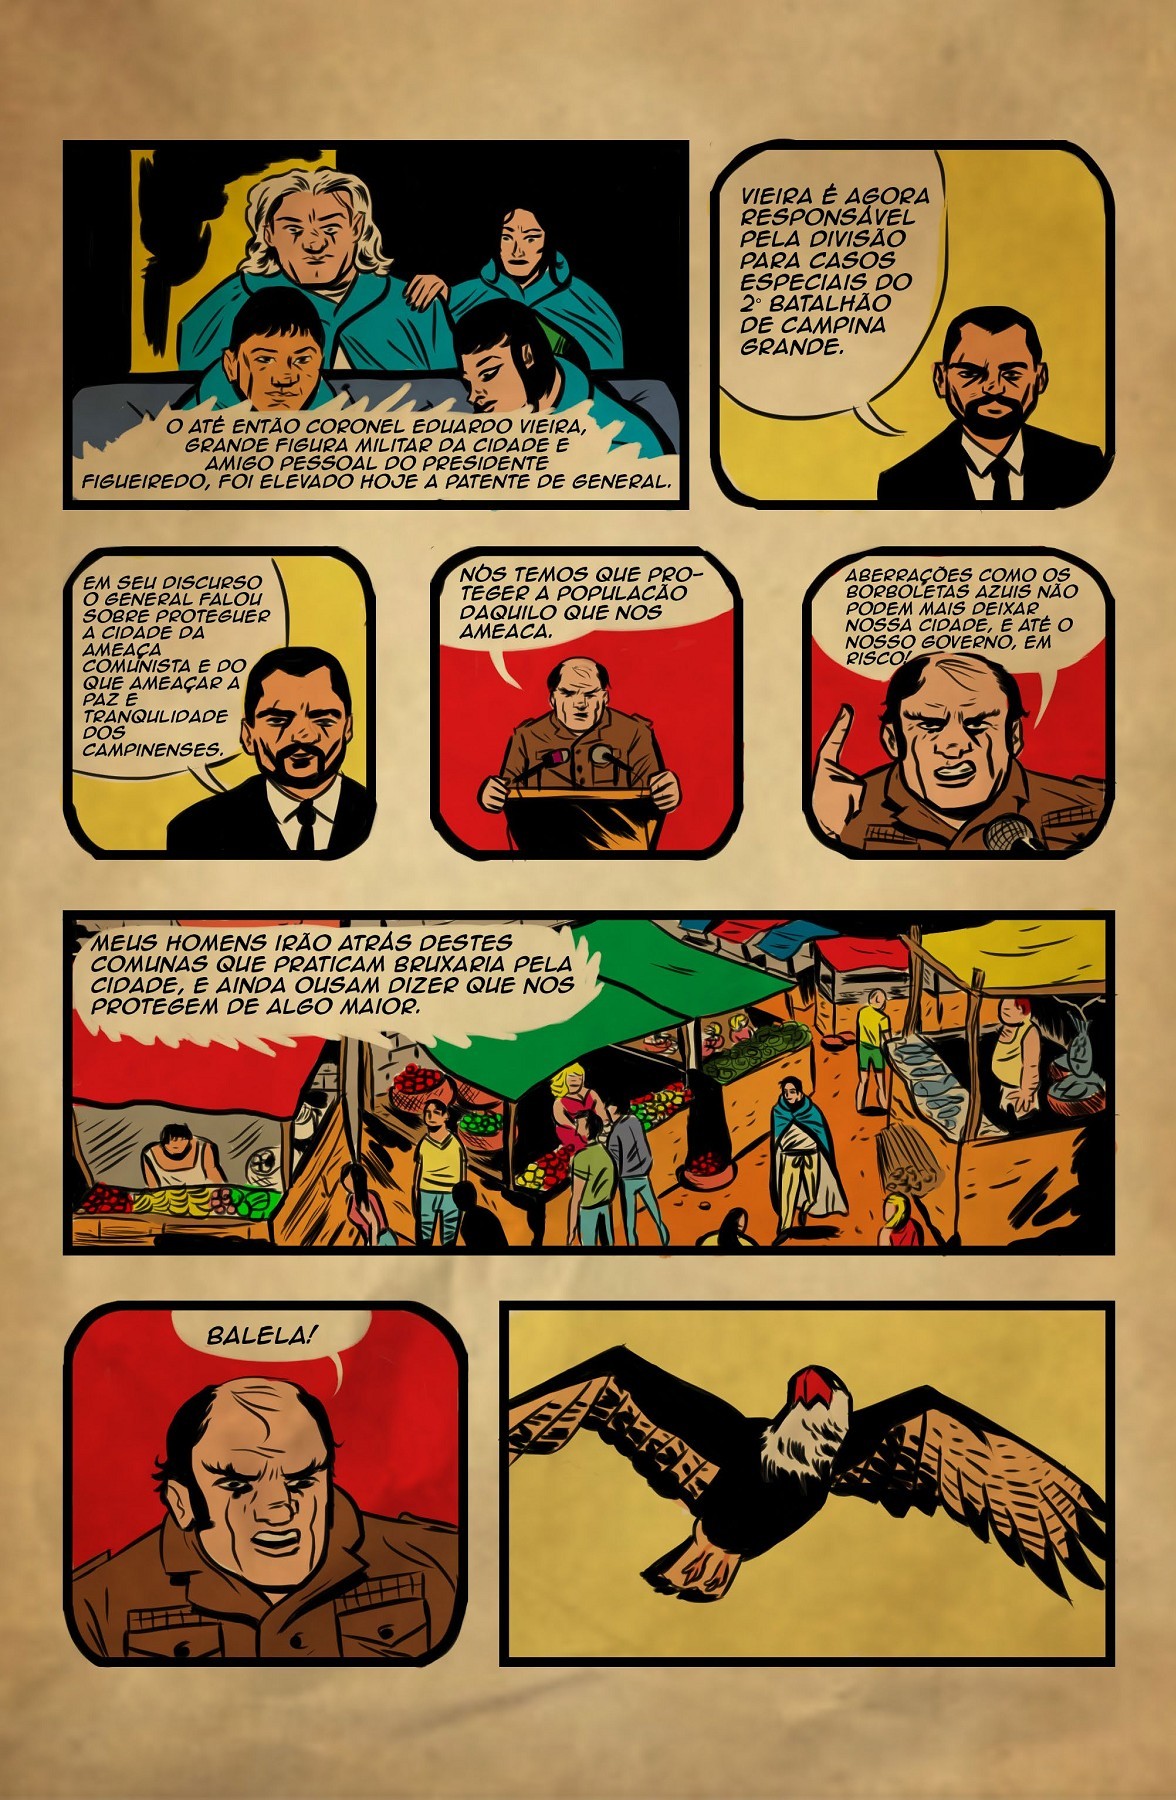 O ATÉ ENTÃO CORONEL EDUARDO VIEIRA,
GRANDE FIGURA MILITAR DA CIDADE E
AMIGO PESSOAL DO PRESIDENTE
FIGUEIREDO, FOI ELEVADO HOJE A PATENTE DE GENERAL.
VIEIRA É AGORA
RESPONSÁVEL
PELA DIVISÃO
PARA CASOS
ESPECIAIS DO
2º BATALHÃO
DE CAMPINA
GRANDE.
EM SEU DISCURSO
O GENERAL FALOU
SOBRE PROTEGUER
A CIDADE DA
AMEAÇA
COMUNISTA E DO
QUE AMEAÇAR A
PAZ E
TRANQULIDADE
DOS
CAMPINENSES.
NÓS TEMOS QUE PRO-
TEGER A POPULACÃO
DAQUILO QUE NOS
AMEACA.
ABERRAÇÕES COMO OS
BORBOLETAS AZUIS NÃO
PODEM MAIS DEIXAR
NOSSA CIDADE, E ATÉ O
NOSSO GOVERNO, EM
RISCO!
MEUS HOMENS IRÃO ATRÁS DESTES
COMUNAS QUE PRATICAM BRUXARIA PELA
CIDADE, E AINDA OUSAM DIZER QUE NOS
PROTEGEM DE ALGO MAIOR.
BALELA!